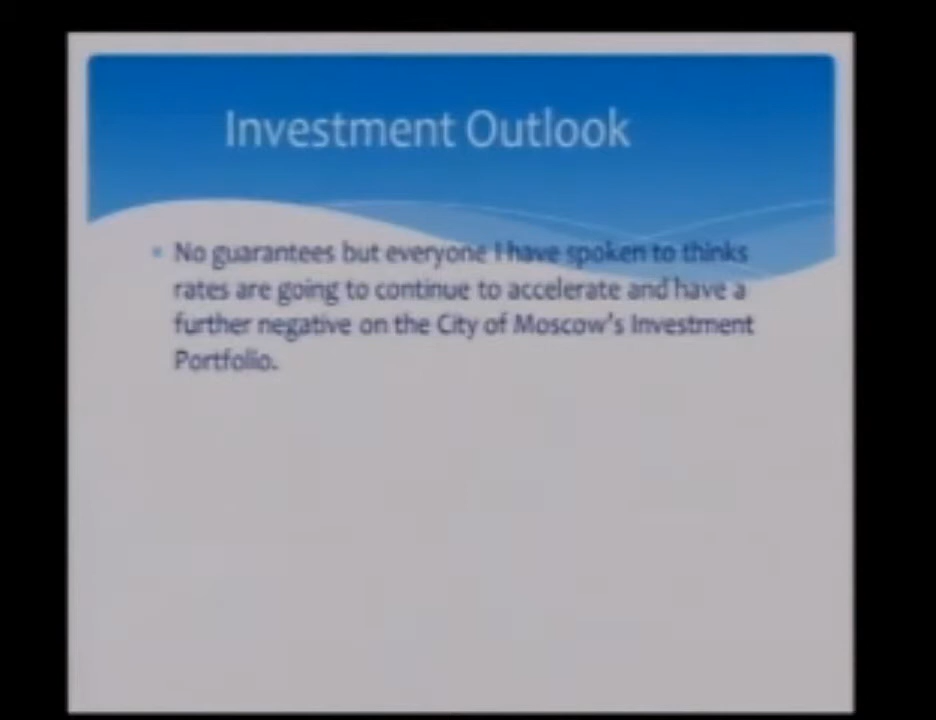 Investment Outlook
No guarantees but everyone I have spoken to thinks
rates are going to continue to accelerate and have a
further negative on the City of Moscow's Investment
Portfolio.